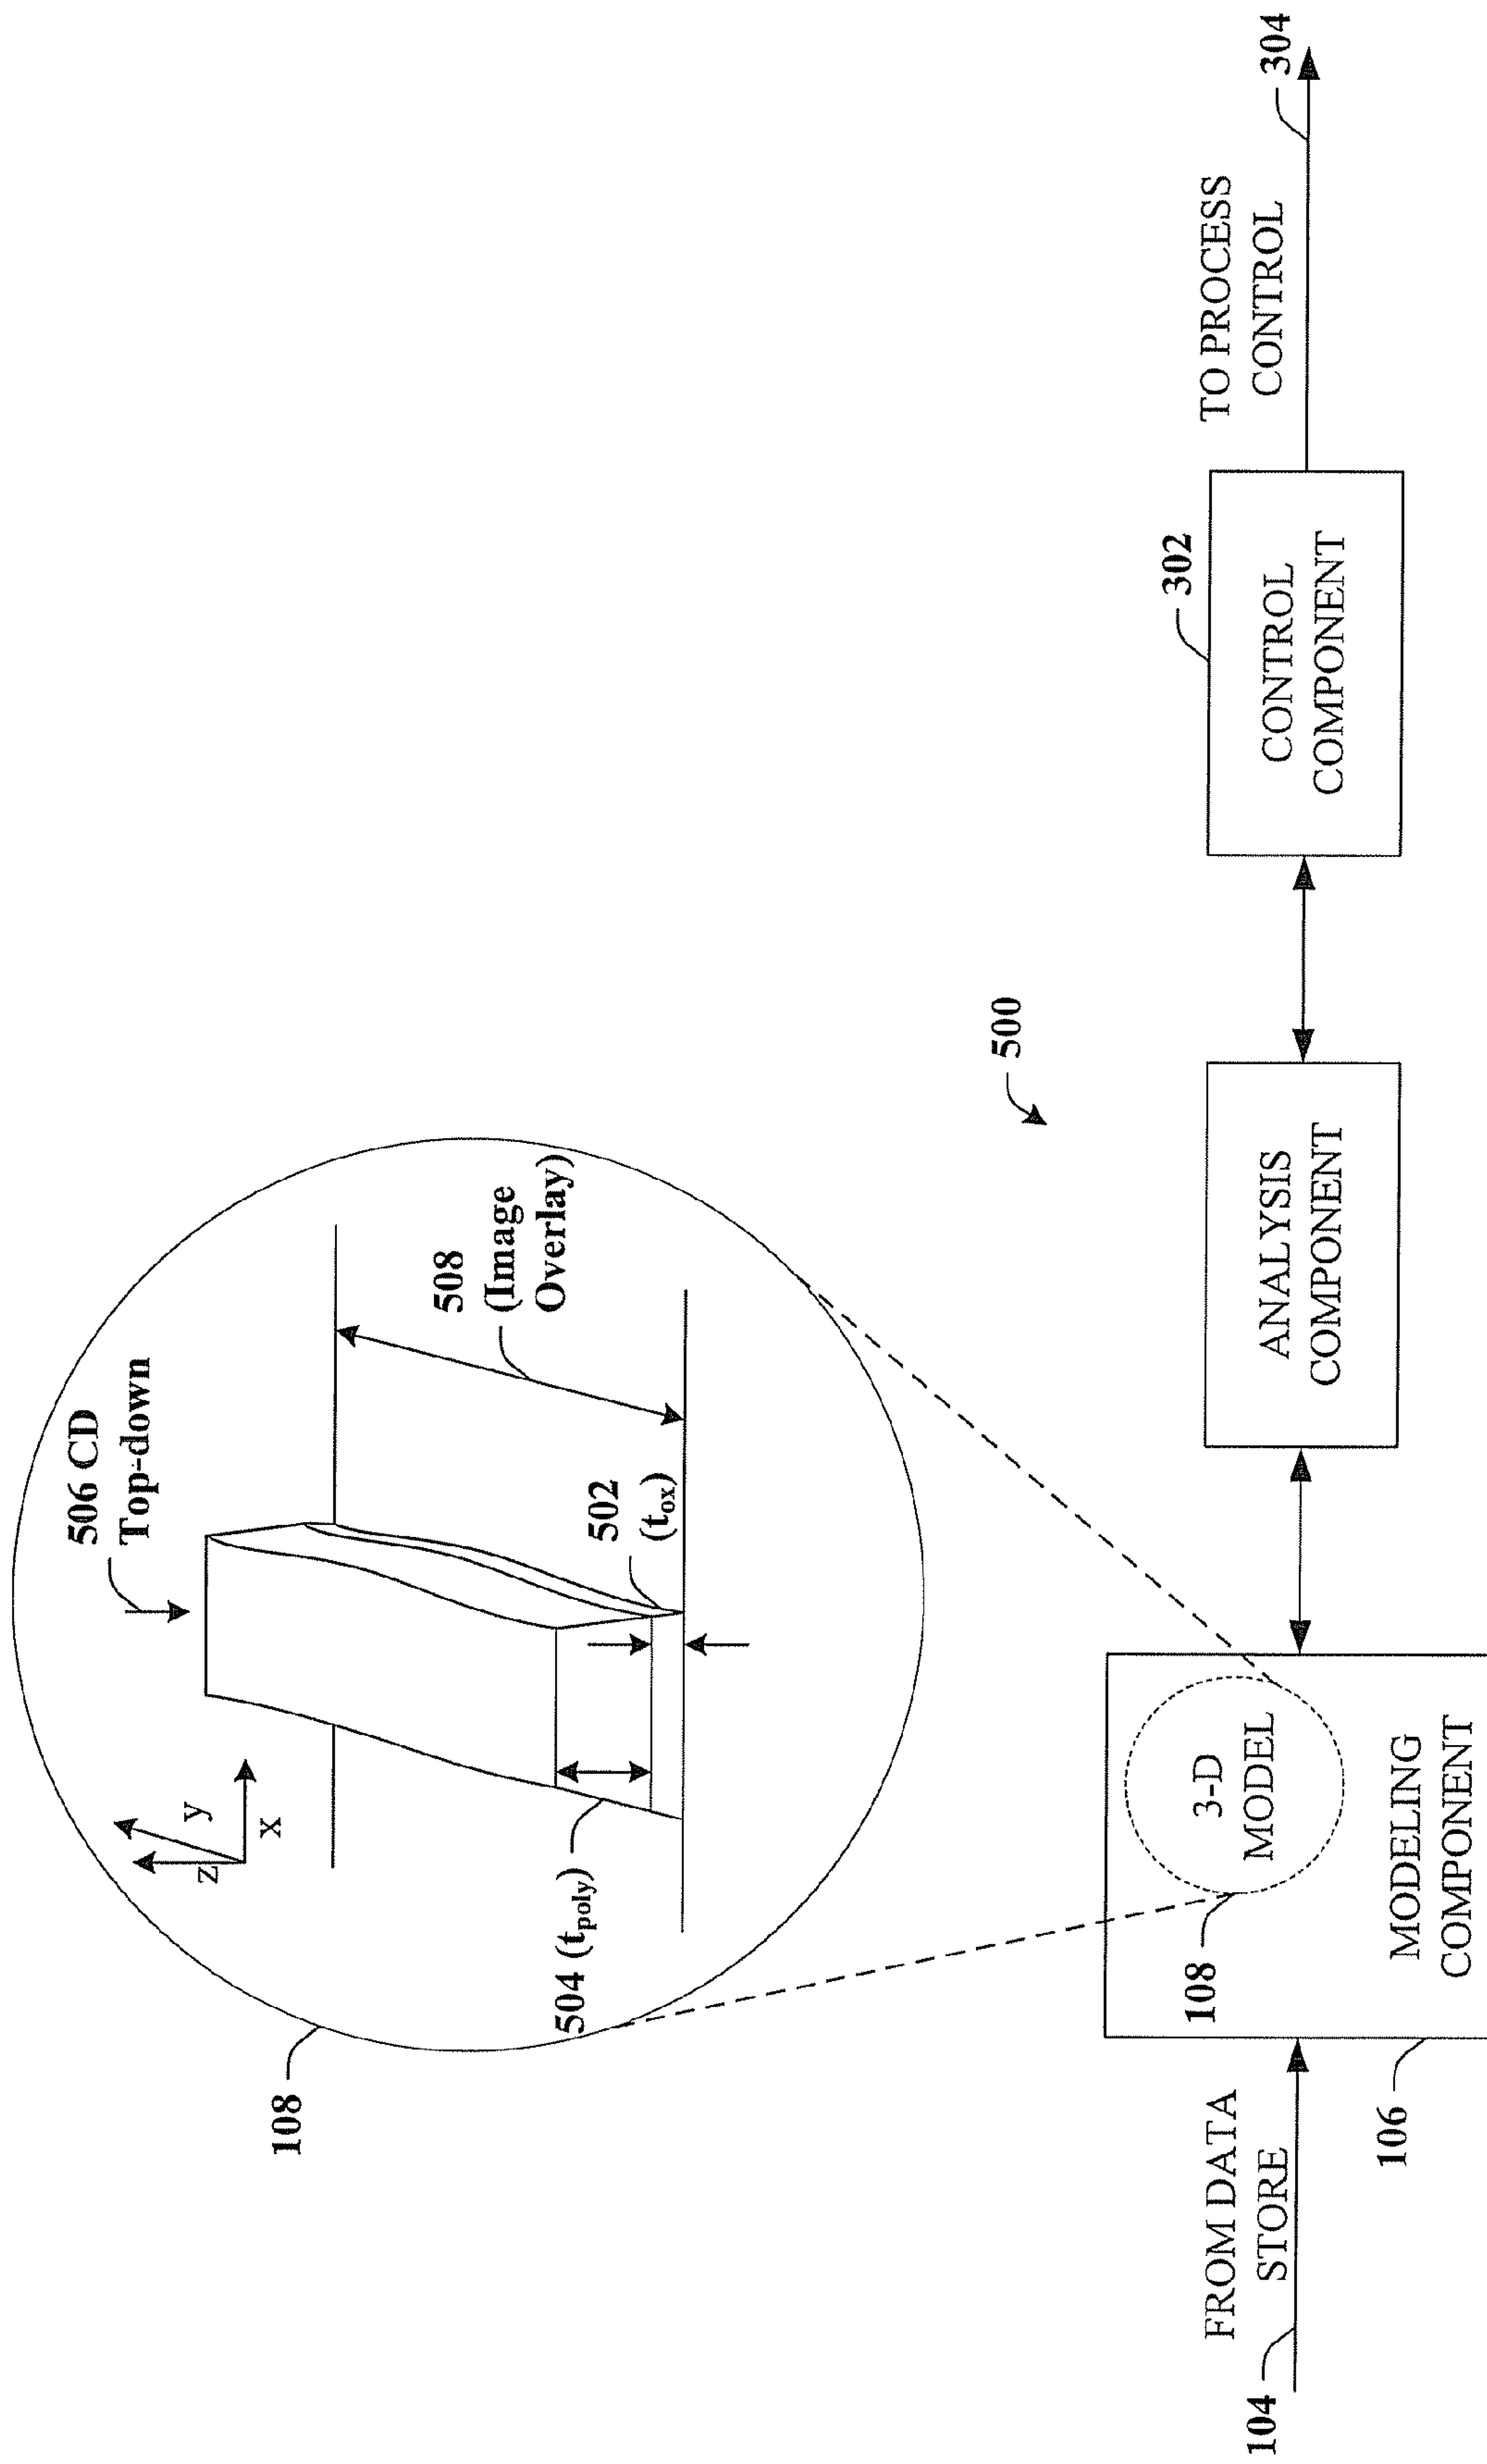 108
506 CD
Top-down
z
y
x
508
(Image
Overlay)
504 (tpoly)
502
(tox)
500
FROM DATA
STORE
104
3-D
MODEL
108
MODELING
COMPONENT
106
ANALYSIS
COMPONENT
302
CONTROL
COMPONENT
TO PROCESS
CONTROL
304